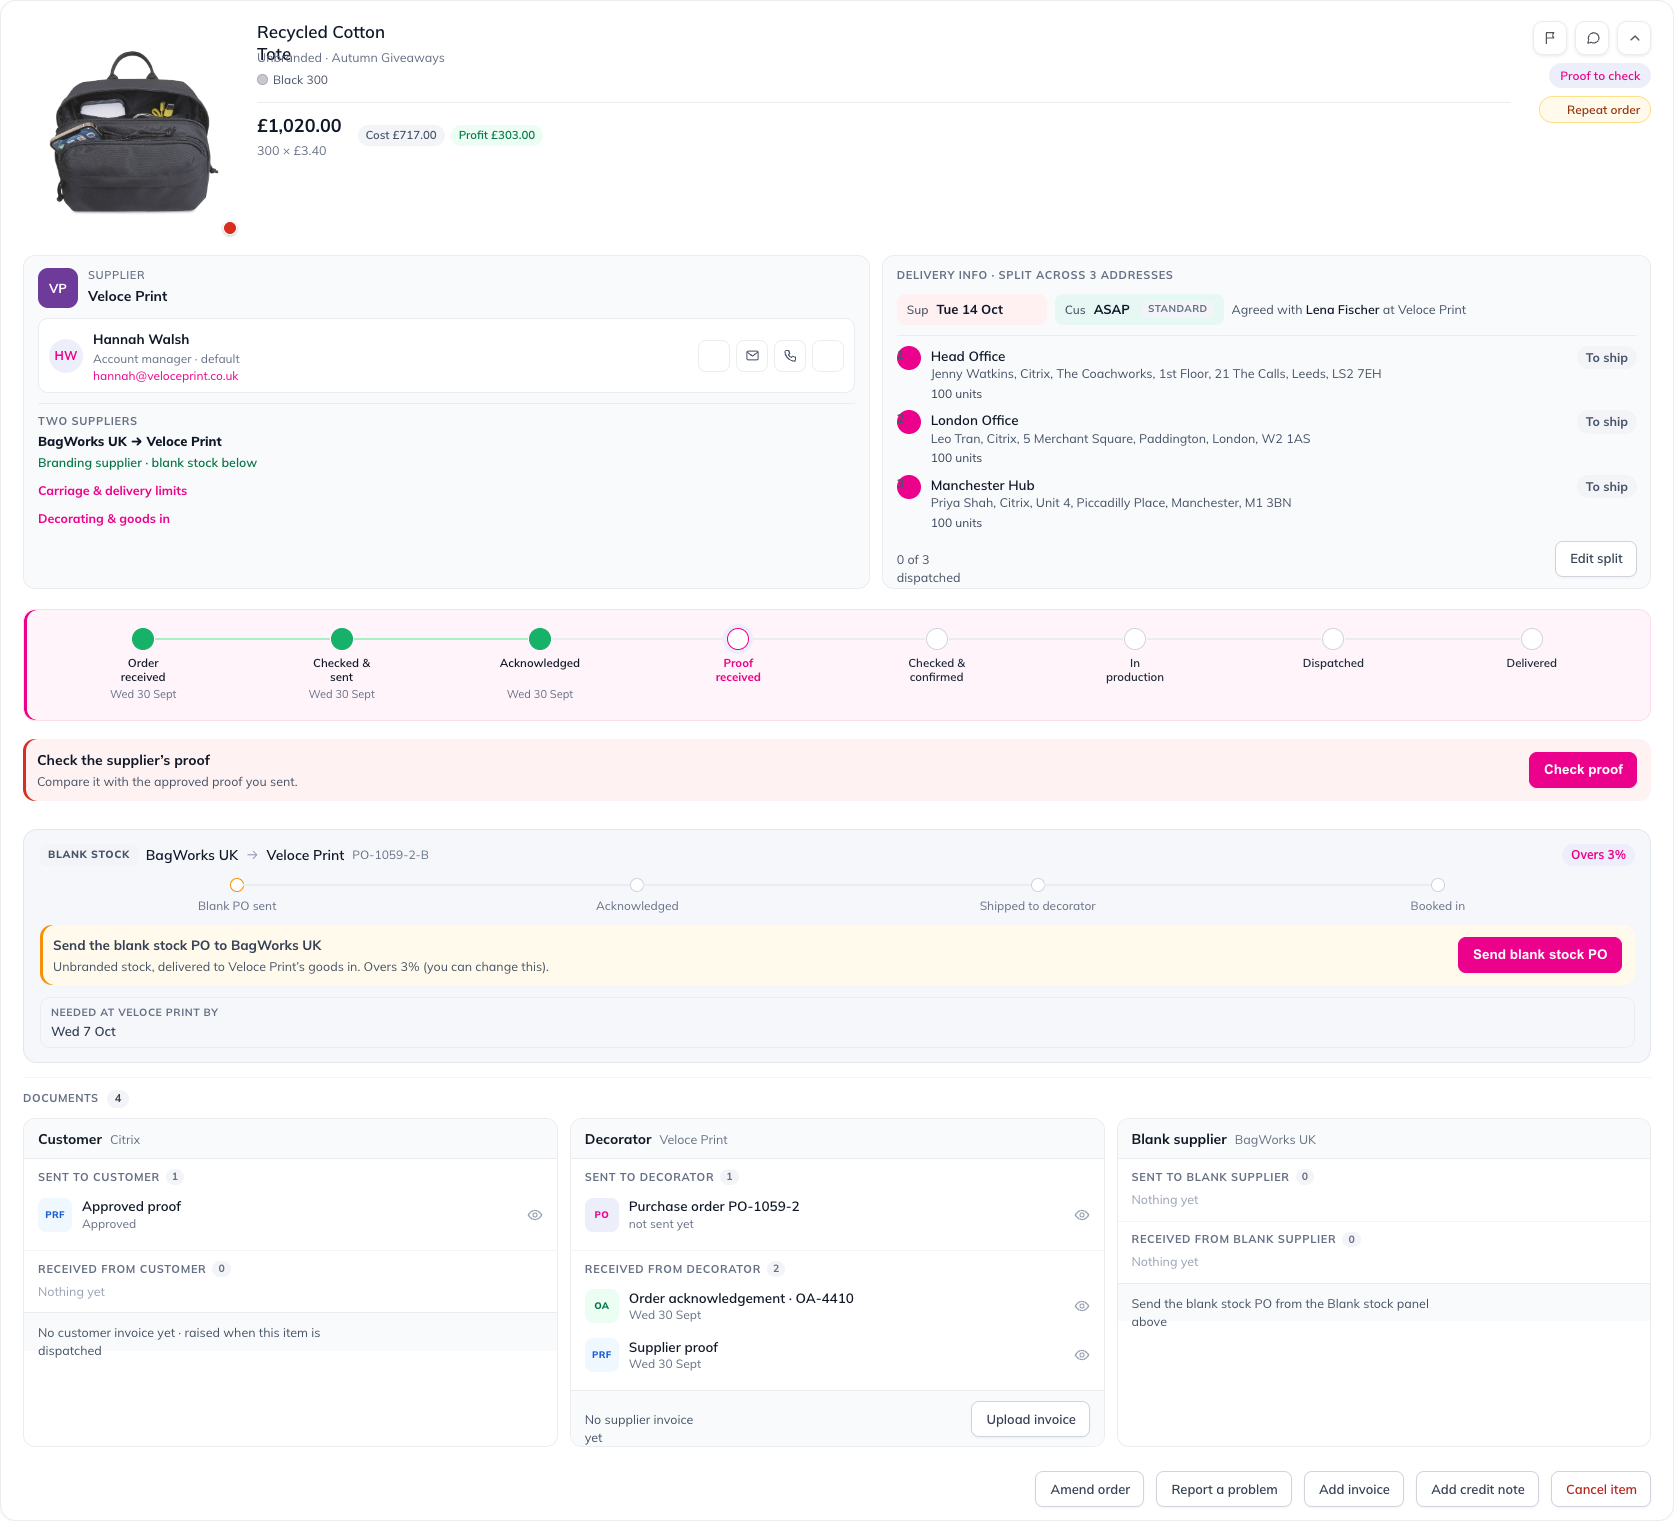 Recycled Cotton
Tote
Unbranded · Autumn Giveaways
Black 300
£1,020.00
Cost £717.00
Profit £303.00
300 × £3.40
Proof to check
Repeat order
VP
SUPPLIER
Veloce Print
HW
Hannah Walsh
Account manager · default
hannah@veloceprint.co.uk
TWO SUPPLIERS
BagWorks UK → Veloce Print
Branding supplier · blank stock below
Carriage & delivery limits
Decorating & goods in
DELIVERY INFO · SPLIT ACROSS 3 ADDRESSES
Sup Tue 14 Oct
Cus ASAP STANDARD
Agreed with Lena Fischer at Veloce Print
Head Office
Jenny Watkins, Citrix, The Coachworks, 1st Floor, 21 The Calls, Leeds, LS2 7EH
100 units
To ship
London Office
Leo Tran, Citrix, 5 Merchant Square, Paddington, London, W2 1AS
100 units
To ship
Manchester Hub
Priya Shah, Citrix, Unit 4, Piccadilly Place, Manchester, M1 3BN
100 units
To ship
0 of 3
dispatched
Edit split
Order
received
Wed 30 Sept
Checked &
sent
Wed 30 Sept
Acknowledged
Wed 30 Sept
Proof
received
Checked &
confirmed
In
production
Dispatched
Delivered
Check the supplier's proof
Compare it with the approved proof you sent.
Check proof
BLANK STOCK BagWorks UK → Veloce Print PO-1059-2-B
Overs 3%
Blank PO sent
Acknowledged
Shipped to decorator
Booked in
Send the blank stock PO to BagWorks UK
Unbranded stock, delivered to Veloce Print's goods in. Overs 3% (you can change this).
Send blank stock PO
NEEDED AT VELOCE PRINT BY
Wed 7 Oct
DOCUMENTS 4
Customer Citrix
SENT TO CUSTOMER 1
PRF
Approved proof
Approved
RECEIVED FROM CUSTOMER 0
Nothing yet
No customer invoice yet · raised when this item is
dispatched
Decorator Veloce Print
SENT TO DECORATOR 1
PO
Purchase order PO-1059-2
not sent yet
RECEIVED FROM DECORATOR 2
OA
Order acknowledgement · OA-4410
Wed 30 Sept
PRF
Supplier proof
Wed 30 Sept
No supplier invoice
yet
Upload invoice
Blank supplier BagWorks UK
SENT TO BLANK SUPPLIER 0
Nothing yet
RECEIVED FROM BLANK SUPPLIER 0
Nothing yet
Send the blank stock PO from the Blank stock panel
above
Amend order
Report a problem
Add invoice
Add credit note
Cancel item